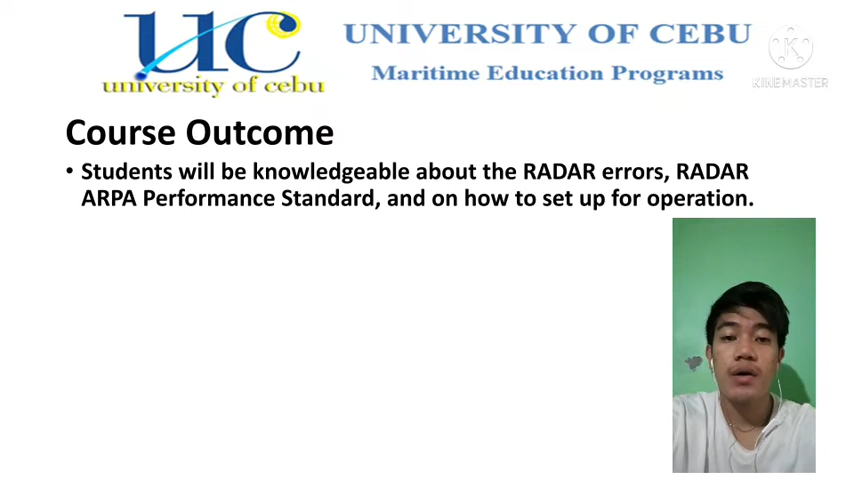 UC
university of cebu
UNIVERSITY OF CEBU
Maritime Education Programs
K
KINEMASTER
Course Outcome
• Students will be knowledgeable about the RADAR errors, RADAR
ARPA Performance Standard, and on how to set up for operation.